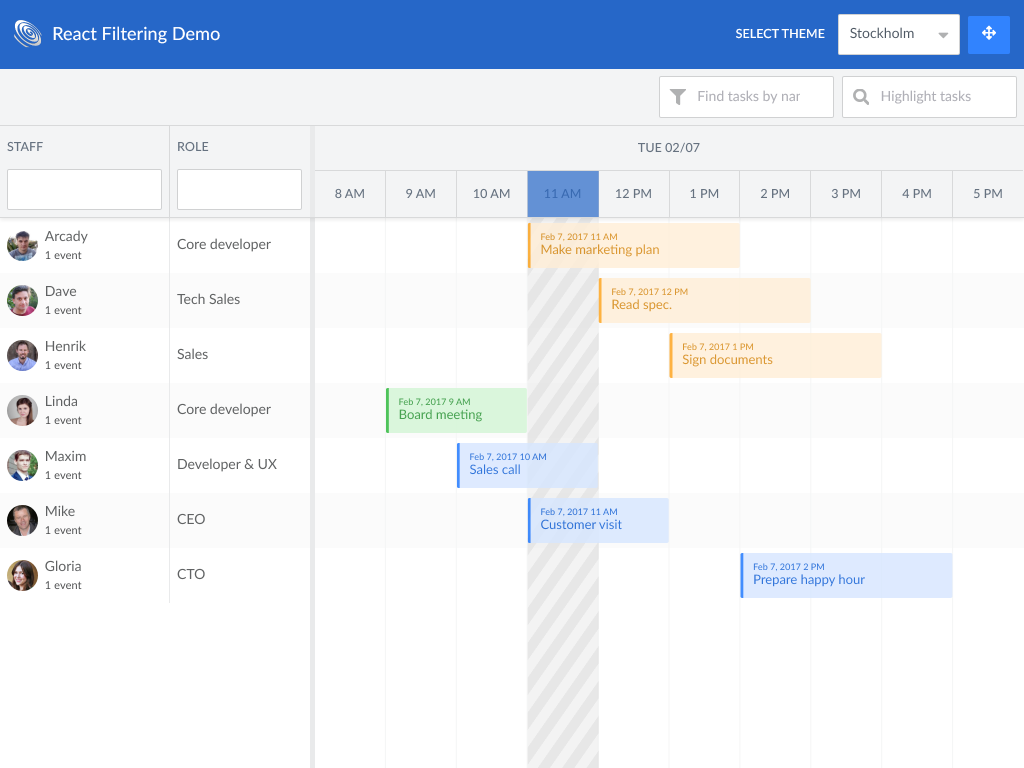 React Filtering Demo
SELECT THEME
Stockholm
Find tasks by nar
Highlight tasks
STAFF
ROLE
TUE 02/07
8 AM
9 AM
10 AM
11 AM
12 PM
1 PM
2 PM
3 PM
4 PM
5 PM
Arcady
1 event
Core developer
Feb 7, 2017 11 AM
Make marketing plan
Dave
1 event
Tech Sales
Feb 7, 2017 12 PM
Read spec.
Henrik
1 event
Sales
Feb 7, 2017 1 PM
Sign documents
Linda
1 event
Core developer
Feb 7, 2017 9 AM
Board meeting
Maxim
1 event
Developer & UX
Feb 7, 2017 10 AM
Sales call
Mike
1 event
CEO
Feb 7, 2017 11 AM
Customer visit
Gloria
1 event
CTO
Feb 7, 2017 2 PM
Prepare happy hour